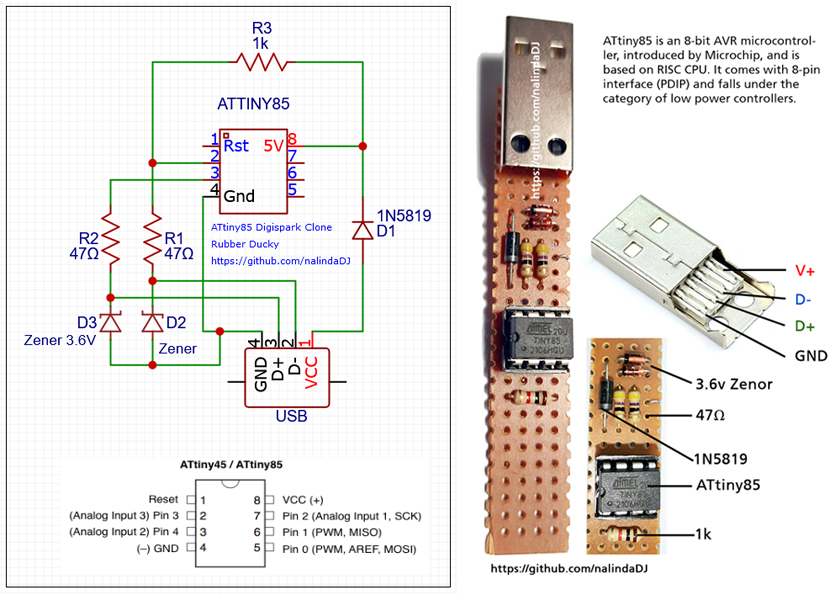 R3
1k
ATTINY85
1 Rst 5V 8
2 7
3 6
4 Gnd 5
ATtiny85 Digispark Clone
Rubber Ducky
https://github.com/nalindaDJ
1N5819
D1
R2
47Ω
R1
47Ω
D3
Zener 3.6V
D2
Zener
4 3 2 1
GND D+ D- VCC
USB
ATtiny45 / ATtiny85
Reset 1 8 VCC (+)
(Analog Input 3) Pin 3 2 7 Pin 2 (Analog Input 1, SCK)
(Analog Input 2) Pin 4 3 6 Pin 1 (PWM, MISO)
(–) GND 4 5 Pin 0 (PWM, AREF, MOSI)
https://github.com/nalindaDJ
ATMEL 20U
TINY85
2106HQU
https://github.com/nalindaDJ
ATtiny85 is an 8-bit AVR microcontrol-
ler, introduced by Microchip, and is
based on RISC CPU. It comes with 8-pin
interface (PDIP) and falls under the
category of low power controllers.
V+
D-
D+
GND
3.6v Zenor
47Ω
1N5819
ATtiny85
1k